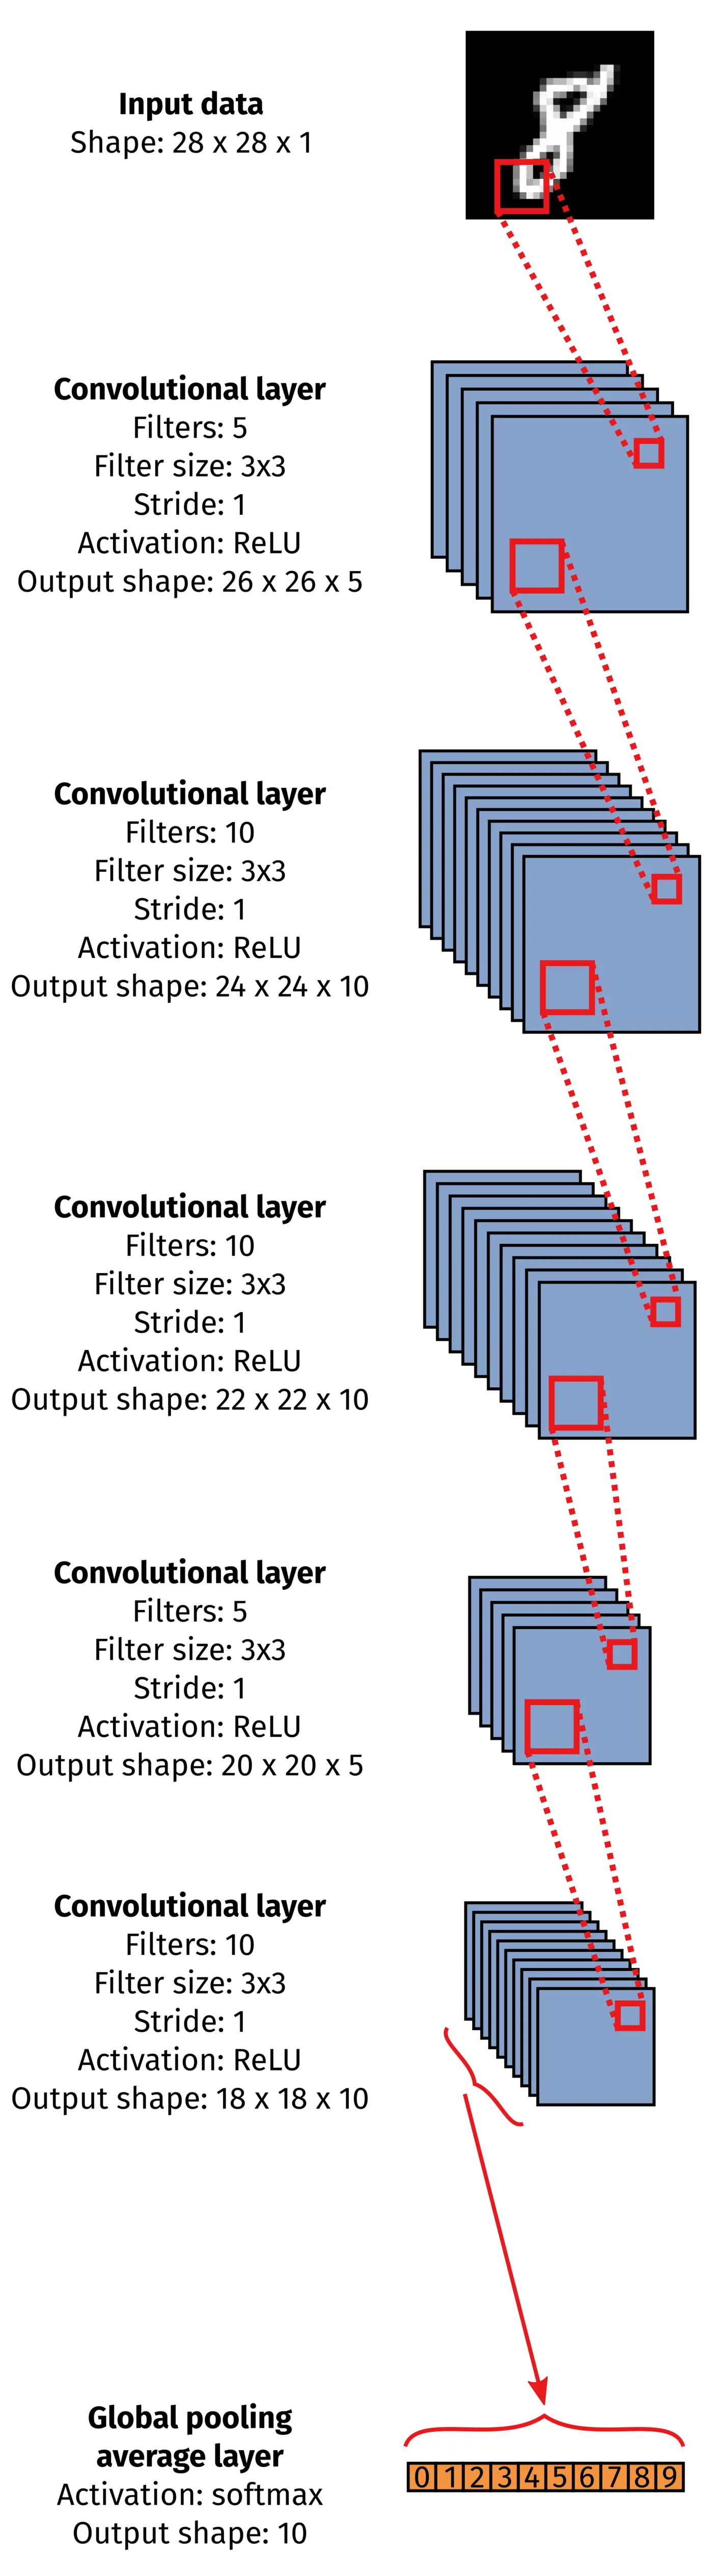 Input data
Shape: 28 x 28 x 1
Convolutional layer
Filters: 5
Filter size: 3x3
Stride: 1
Activation: ReLU
Output shape: 26 x 26 x 5
Convolutional layer
Filters: 10
Filter size: 3x3
Stride: 1
Activation: ReLU
Output shape: 24 x 24 x 10
Convolutional layer
Filters: 10
Filter size: 3x3
Stride: 1
Activation: ReLU
Output shape: 22 x 22 x 10
Convolutional layer
Filters: 5
Filter size: 3x3
Stride: 1
Activation: ReLU
Output shape: 20 x 20 x 5
Convolutional layer
Filters: 10
Filter size: 3x3
Stride: 1
Activation: ReLU
Output shape: 18 x 18 x 10
Global pooling
average layer
Activation: softmax
Output shape: 10
0 1 2 3 4 5 6 7 8 9